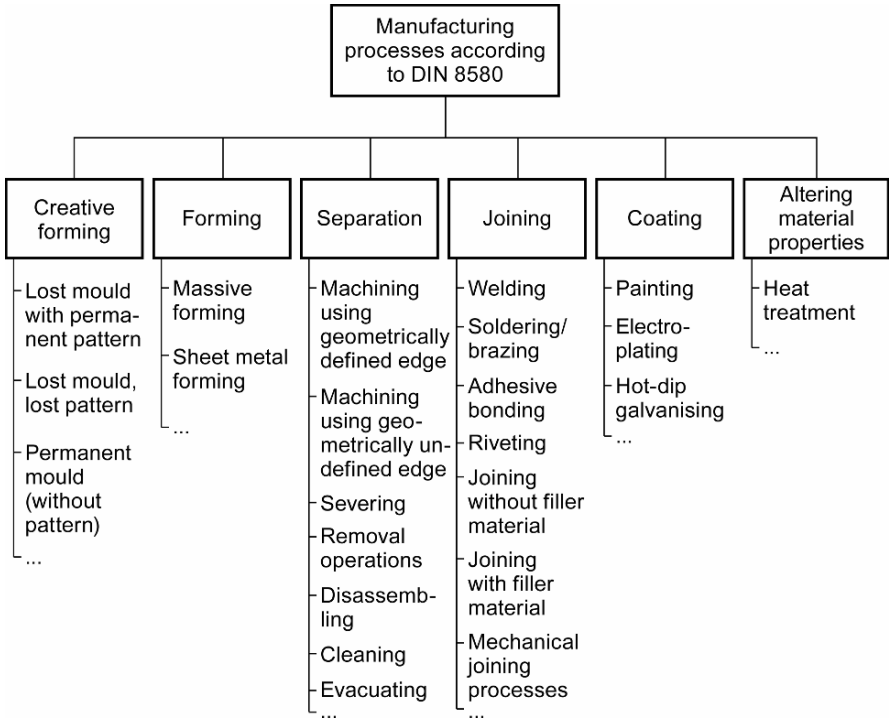 Manufacturing
processes according
to DIN 8580
Creative
forming
Lost mould
with perma-
nent pattern
Lost mould,
lost pattern
Permanent
mould
(without
pattern)
...
Forming
Massive
forming
Sheet metal
forming
...
Separation
Machining
using
geometrically
defined edge
Machining
using geo-
metrically un-
defined edge
Severing
Removal
operations
Disassemb-
ling
Cleaning
Evacuating
...
Joining
Welding
Soldering/
brazing
Adhesive
bonding
Riveting
Joining
without filler
material
Joining
with filler
material
Mechanical
joining
processes
...
Coating
Painting
Electro-
plating
Hot-dip
galvanising
...
Altering
material
properties
Heat
treatment
...